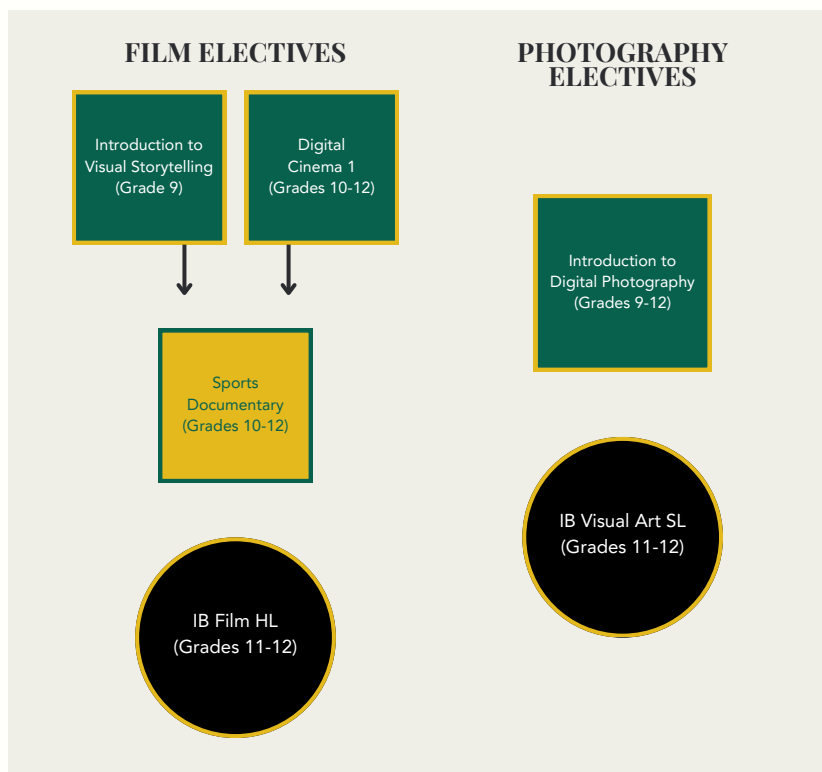 FILM ELECTIVES
Introduction to
Visual Storytelling
(Grade 9)
Digital
Cinema 1
(Grades 10-12)
Sports
Documentary
(Grades 10-12)
IB Film HL
(Grades 11-12)
PHOTOGRAPHY
ELECTIVES
Introduction to
Digital Photography
(Grades 9-12)
IB Visual Art SL
(Grades 11-12)